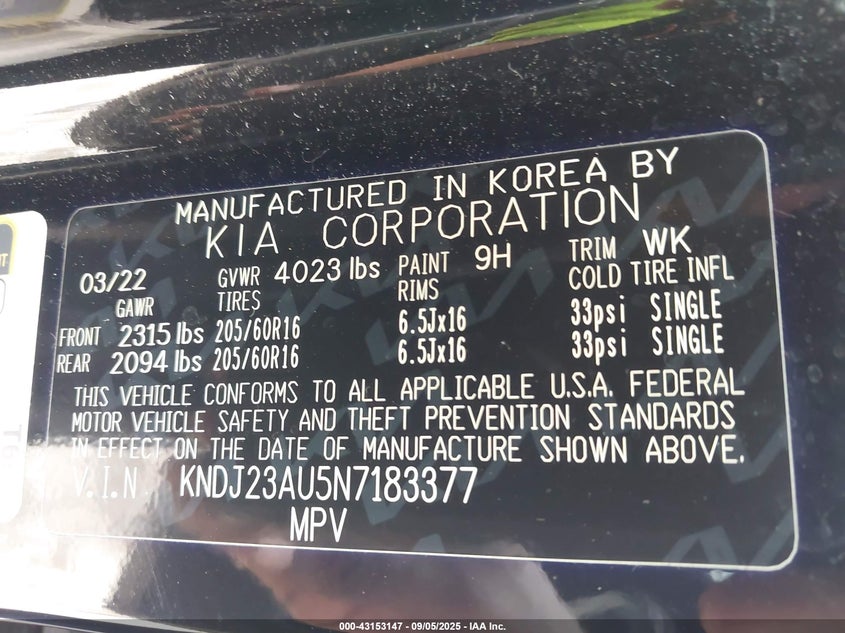 MANUFACTURED IN KOREA BY
KIA CORPORATION
03/22 GVWR 4023 lbs PAINT 9H TRIM WK
GAWR TIRES RIMS COLD TIRE INFL
FRONT 2315 lbs 205/60R16 6.5Jx16 33psi SINGLE
REAR 2094 lbs 205/60R16 6.5Jx16 33psi SINGLE
THIS VEHICLE CONFORMS TO ALL APPLICABLE U.S.A. FEDERAL
MOTOR VEHICLE SAFETY AND THEFT PREVENTION STANDARDS
IN EFFECT ON THE DATE OF MANUFACTURE SHOWN ABOVE.
V.I.N KNDJ23AU5N7183377
MPV
000-43153147 - 09/05/2025 - IAA Inc.